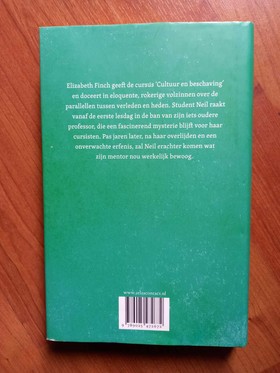 Elizabeth Finch geeft de cursus 'Cultuur en beschaving'
en doceert in eloquente, rokerige volzinnen over de
parallellen tussen verleden en heden. Student Neil raakt
vanaf de eerste lesdag in de ban van zijn iets oudere
professor, die een fascinerend mysterie blijft voor haar
cursisten. Pas jaren later, na haar overlijden en een
onverwachte erfenis, zal Neil erachter komen wat
zijn mentor nou werkelijk bewoog.
www.atlascontact.nl